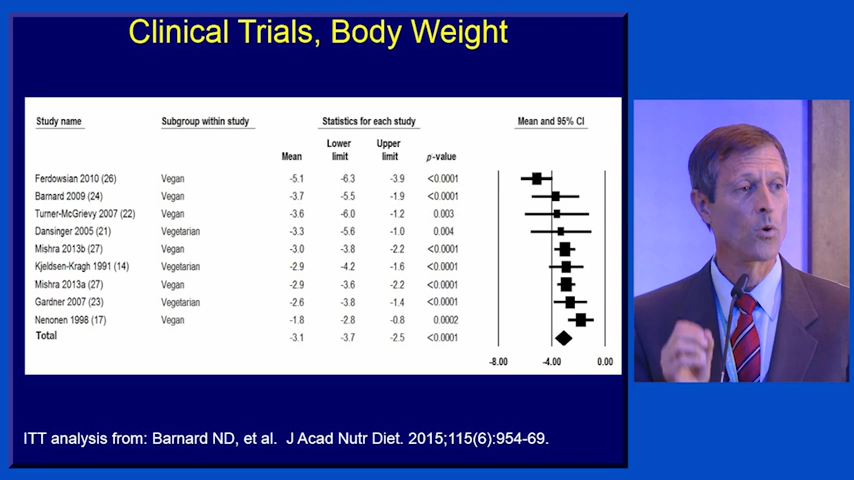 Clinical Trials, Body Weight
Study name Subgroup within study Statistics for each study Mean and 95% CI
Lower Upper
Mean limit limit p-value
Ferdowsian 2010 (26) Vegan -5.1 -6.3 -3.9 <0.0001
Barnard 2009 (24) Vegan -3.7 -5.5 -1.9 <0.0001
Turner-McGrievy 2007 (22) Vegan -3.6 -6.0 -1.2 0.003
Dansinger 2005 (21) Vegetarian -3.3 -5.6 -1.0 0.004
Mishra 2013b (27) Vegan -3.0 -3.8 -2.2 <0.0001
Kjeldsen-Kragh 1991 (14) Vegetarian -2.9 -4.2 -1.6 <0.0001
Mishra 2013a (27) Vegan -2.9 -3.6 -2.2 <0.0001
Gardner 2007 (23) Vegetarian -2.6 -3.8 -1.4 <0.0001
Nenonen 1998 (17) Vegan -1.8 -2.8 -0.8 0.0002
Total -3.1 -3.7 -2.5 <0.0001
-8.00 -4.00 0.00
ITT analysis from: Barnard ND, et al. J Acad Nutr Diet. 2015;115(6):954-69.